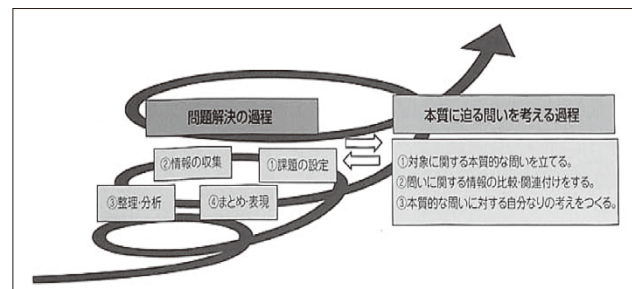 問題解決の過程
②情報の収集
①課題の設定
③整理・分析
④まとめ・表現
本質に迫る問いを考える過程
①対象に関する本質的な問いを立てる。
②問いに関する情報の比較・関連付けをする。
③本質的な問いに対する自分なりの考えをつくる。